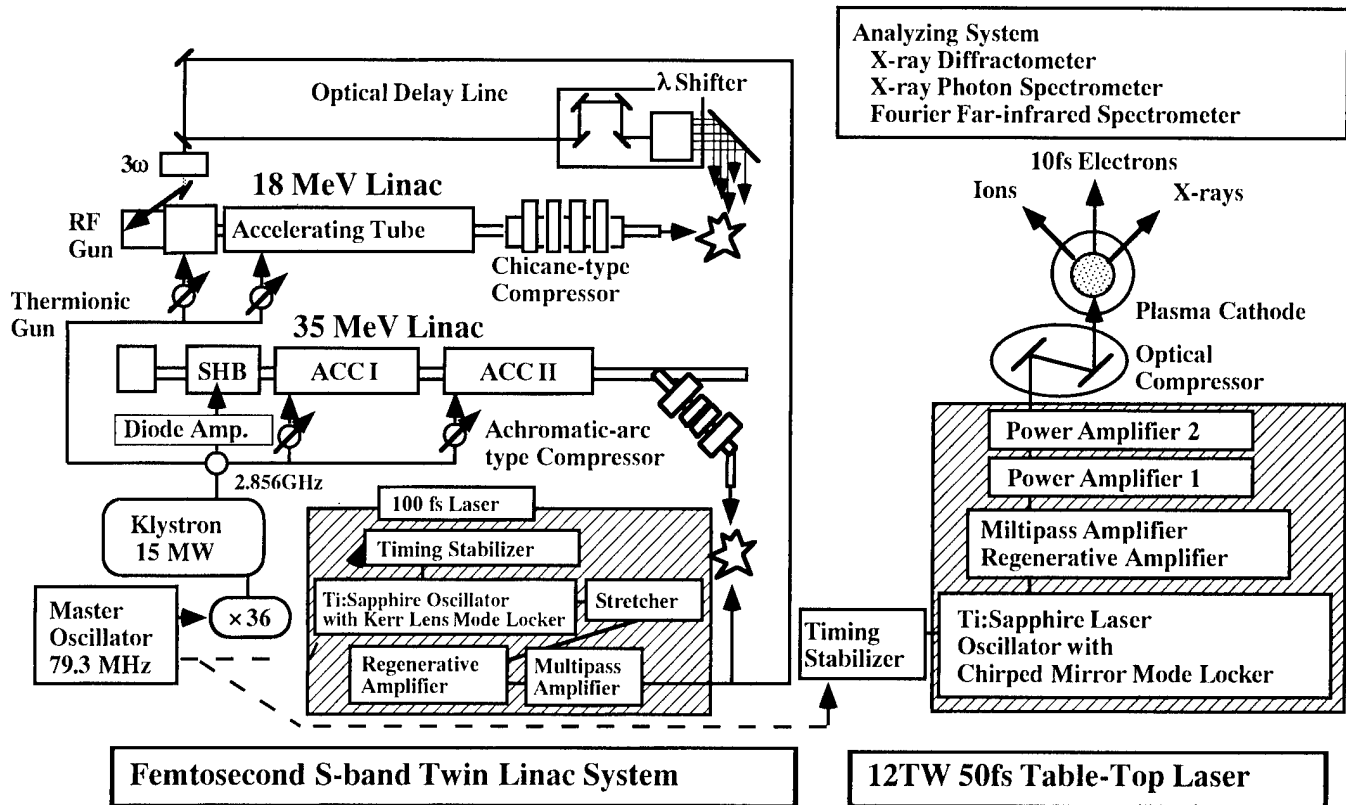 Analyzing System
X-ray Diffractometer
X-ray Photon Spectrometer
Fourier Far-infrared Spectrometer
Optical Delay Line
λ Shifter
3ω
18 MeV Linac
RF
Gun
Accelerating Tube
Chicane-type
Compressor
Thermionic
Gun
35 MeV Linac
SHB
ACC I
ACC II
Diode Amp.
Achromatic-arc
type Compressor
2.856GHz
Klystron
15 MW
Master
Oscillator
79.3 MHz
× 36
100 fs Laser
Timing Stabilizer
Ti:Sapphire Oscillator
with Kerr Lens Mode Locker
Stretcher
Regenerative
Amplifier
Multipass
Amplifier
Femtosecond S-band Twin Linac System
10fs Electrons
Ions
X-rays
Plasma Cathode
Optical
Compressor
Power Amplifier 2
Power Amplifier 1
Miltipass Amplifier
Regenerative Amplifier
Timing
Stabilizer
Ti:Sapphire Laser
Oscillator with
Chirped Mirror Mode Locker
12TW 50fs Table-Top Laser